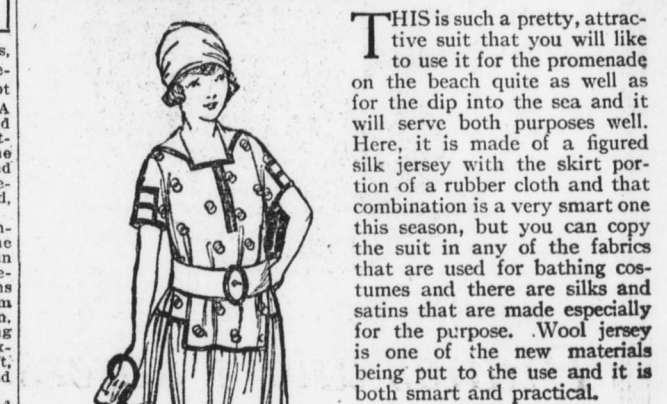 THIS is such a pretty, attrac-
tive suit that you will like
to use it for the promenade
on the beach quite as well as
for the dip into the sea and it
will serve both purposes well.
Here, it is made of a figured
silk jersey with the skirt por-
tion of a rubber cloth and that
combination is a very smart one
this season, but you can copy
the suit in any of the fabrics
that are used for bathing cos-
tumes and there are silks and
satins that are made especially
for the purpose. .Wool jersey
is one of the new materials
being put to the use and it is
both smart and practical.